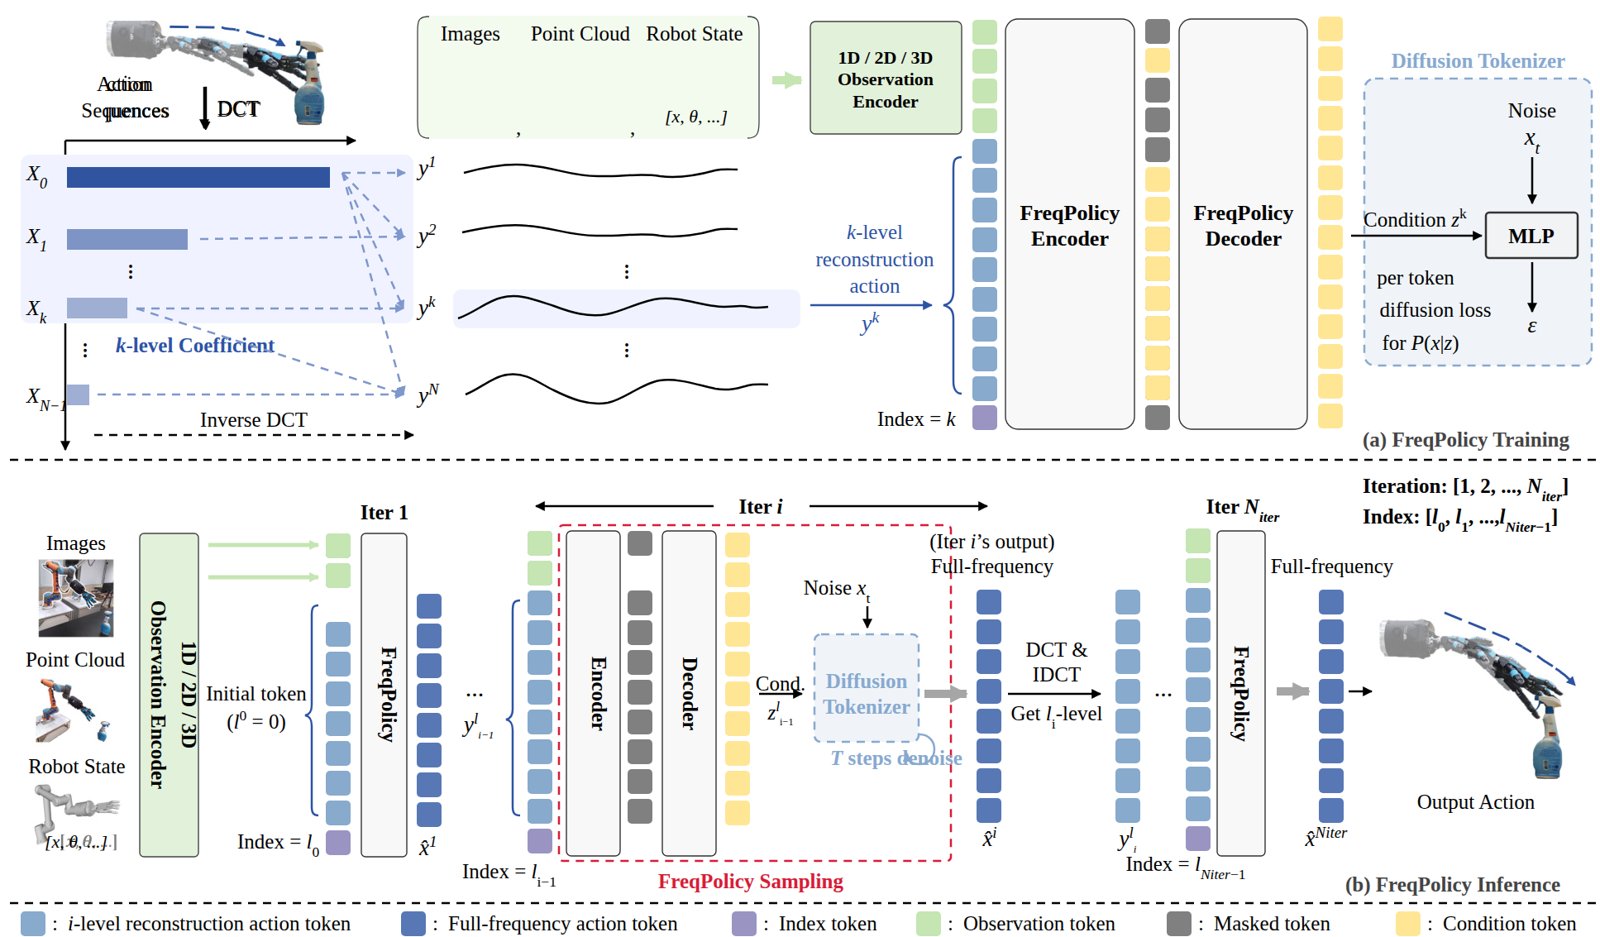 Action
Sequences
DCT
Images
Point Cloud
Robot State
, ,
[x, θ, ...]
1D / 2D / 3D
Observation
Encoder
X0
X1
⋮
Xk
⋮
XN−1
k-level Coefficient
Inverse DCT
y1
y2
⋮
yk
⋮
yN
k-level
reconstruction
action
yk
Index = k
FreqPolicy
Encoder
FreqPolicy
Decoder
Diffusion Tokenizer
Noise
xt
Condition zk
MLP
per token
diffusion loss
for P(x|z)
ε
(a) FreqPolicy Training
Iteration: [1, 2, ..., Niter]
Index: [l0, l1, ...,lNiter−1]
Images
Point Cloud
Robot State
[x, θ, ...]
1D / 2D / 3D
Observation Encoder
Iter 1
Initial token
(l0 = 0)
Index = l0
FreqPolicy
x̂1
...
Iter i
yli−1
Index = li−1
Encoder
Decoder
Cond.
zli−1
Noise xt
Diffusion
Tokenizer
T steps denoise
FreqPolicy Sampling
(Iter i's output)
Full-frequency
x̂i
DCT &
IDCT
Get li-level
yli
...
Iter Niter
FreqPolicy
Index = lNiter−1
Full-frequency
x̂Niter
Output Action
(b) FreqPolicy Inference
: i-level reconstruction action token
: Full-frequency action token
: Index token
: Observation token
: Masked token
: Condition token